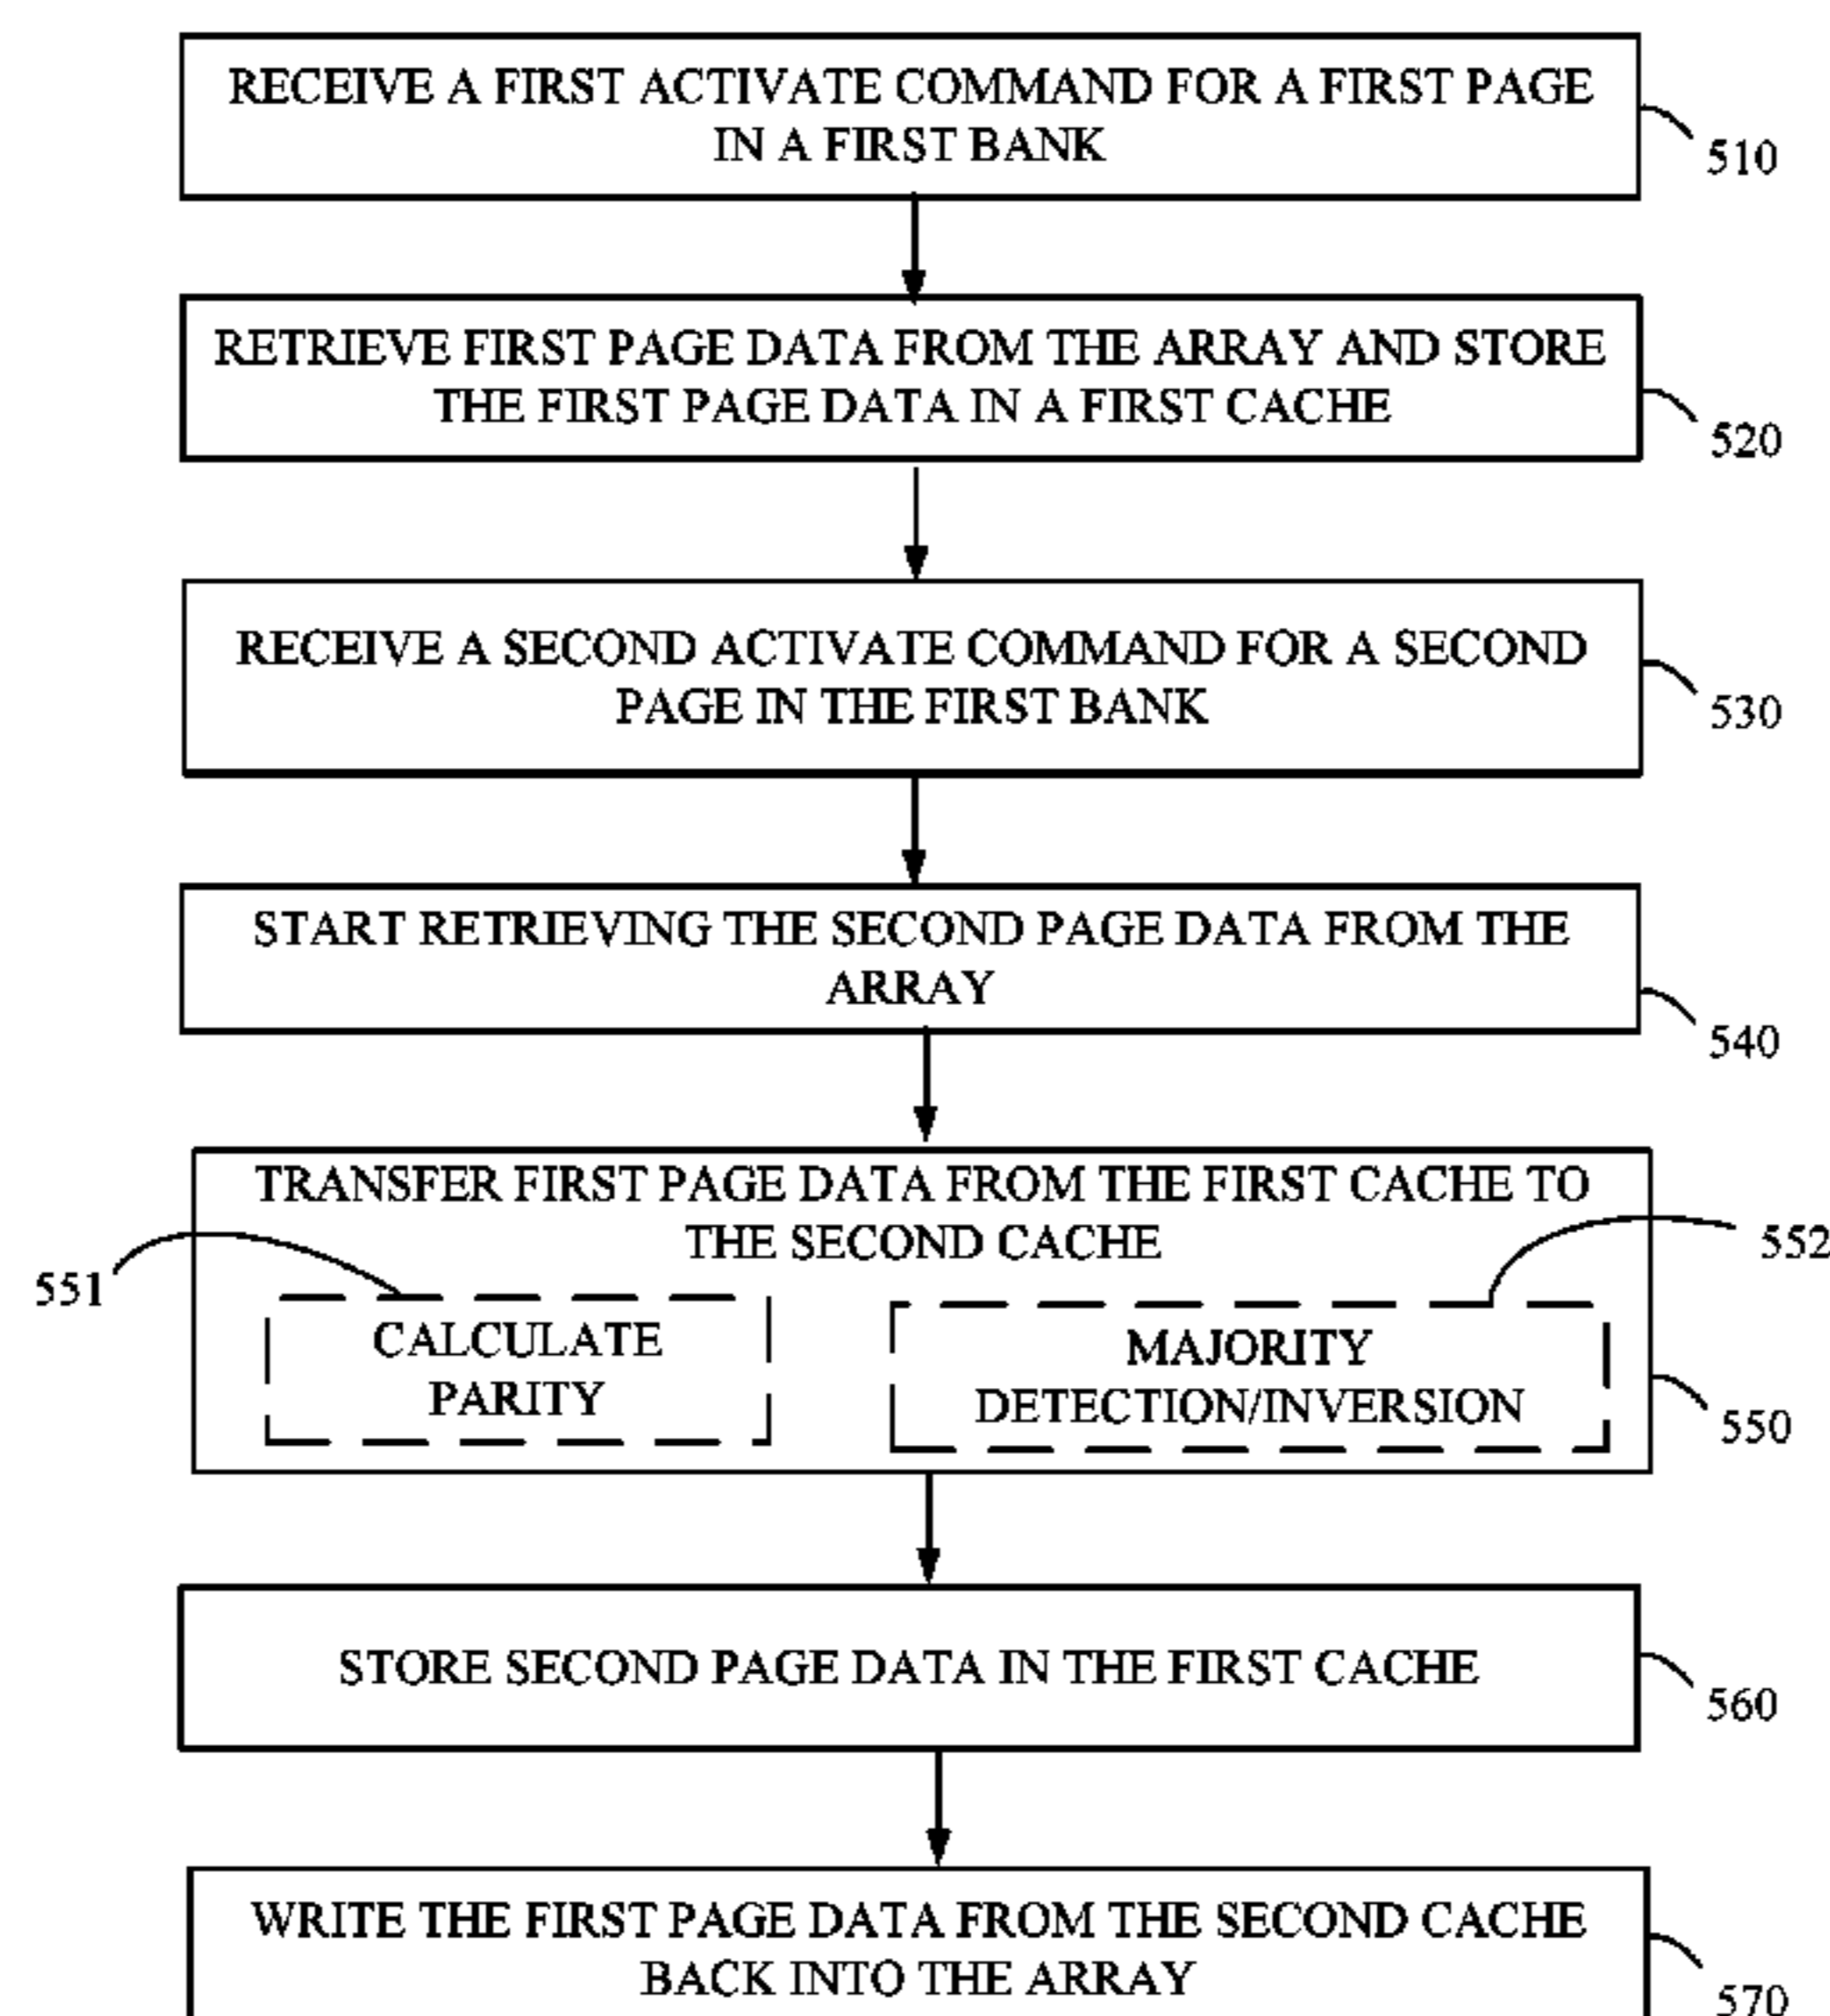 RECEIVE A FIRST ACTIVATE COMMAND FOR A FIRST PAGE
IN A FIRST BANK
510
RETRIEVE FIRST PAGE DATA FROM THE ARRAY AND STORE
THE FIRST PAGE DATA IN A FIRST CACHE
520
RECEIVE A SECOND ACTIVATE COMMAND FOR A SECOND
PAGE IN THE FIRST BANK
530
START RETRIEVING THE SECOND PAGE DATA FROM THE
ARRAY
540
TRANSFER FIRST PAGE DATA FROM THE FIRST CACHE TO
THE SECOND CACHE
552
551
CALCULATE
PARITY
MAJORITY
DETECTION/INVERSION
550
STORE SECOND PAGE DATA IN THE FIRST CACHE
560
WRITE THE FIRST PAGE DATA FROM THE SECOND CACHE
BACK INTO THE ARRAY
570